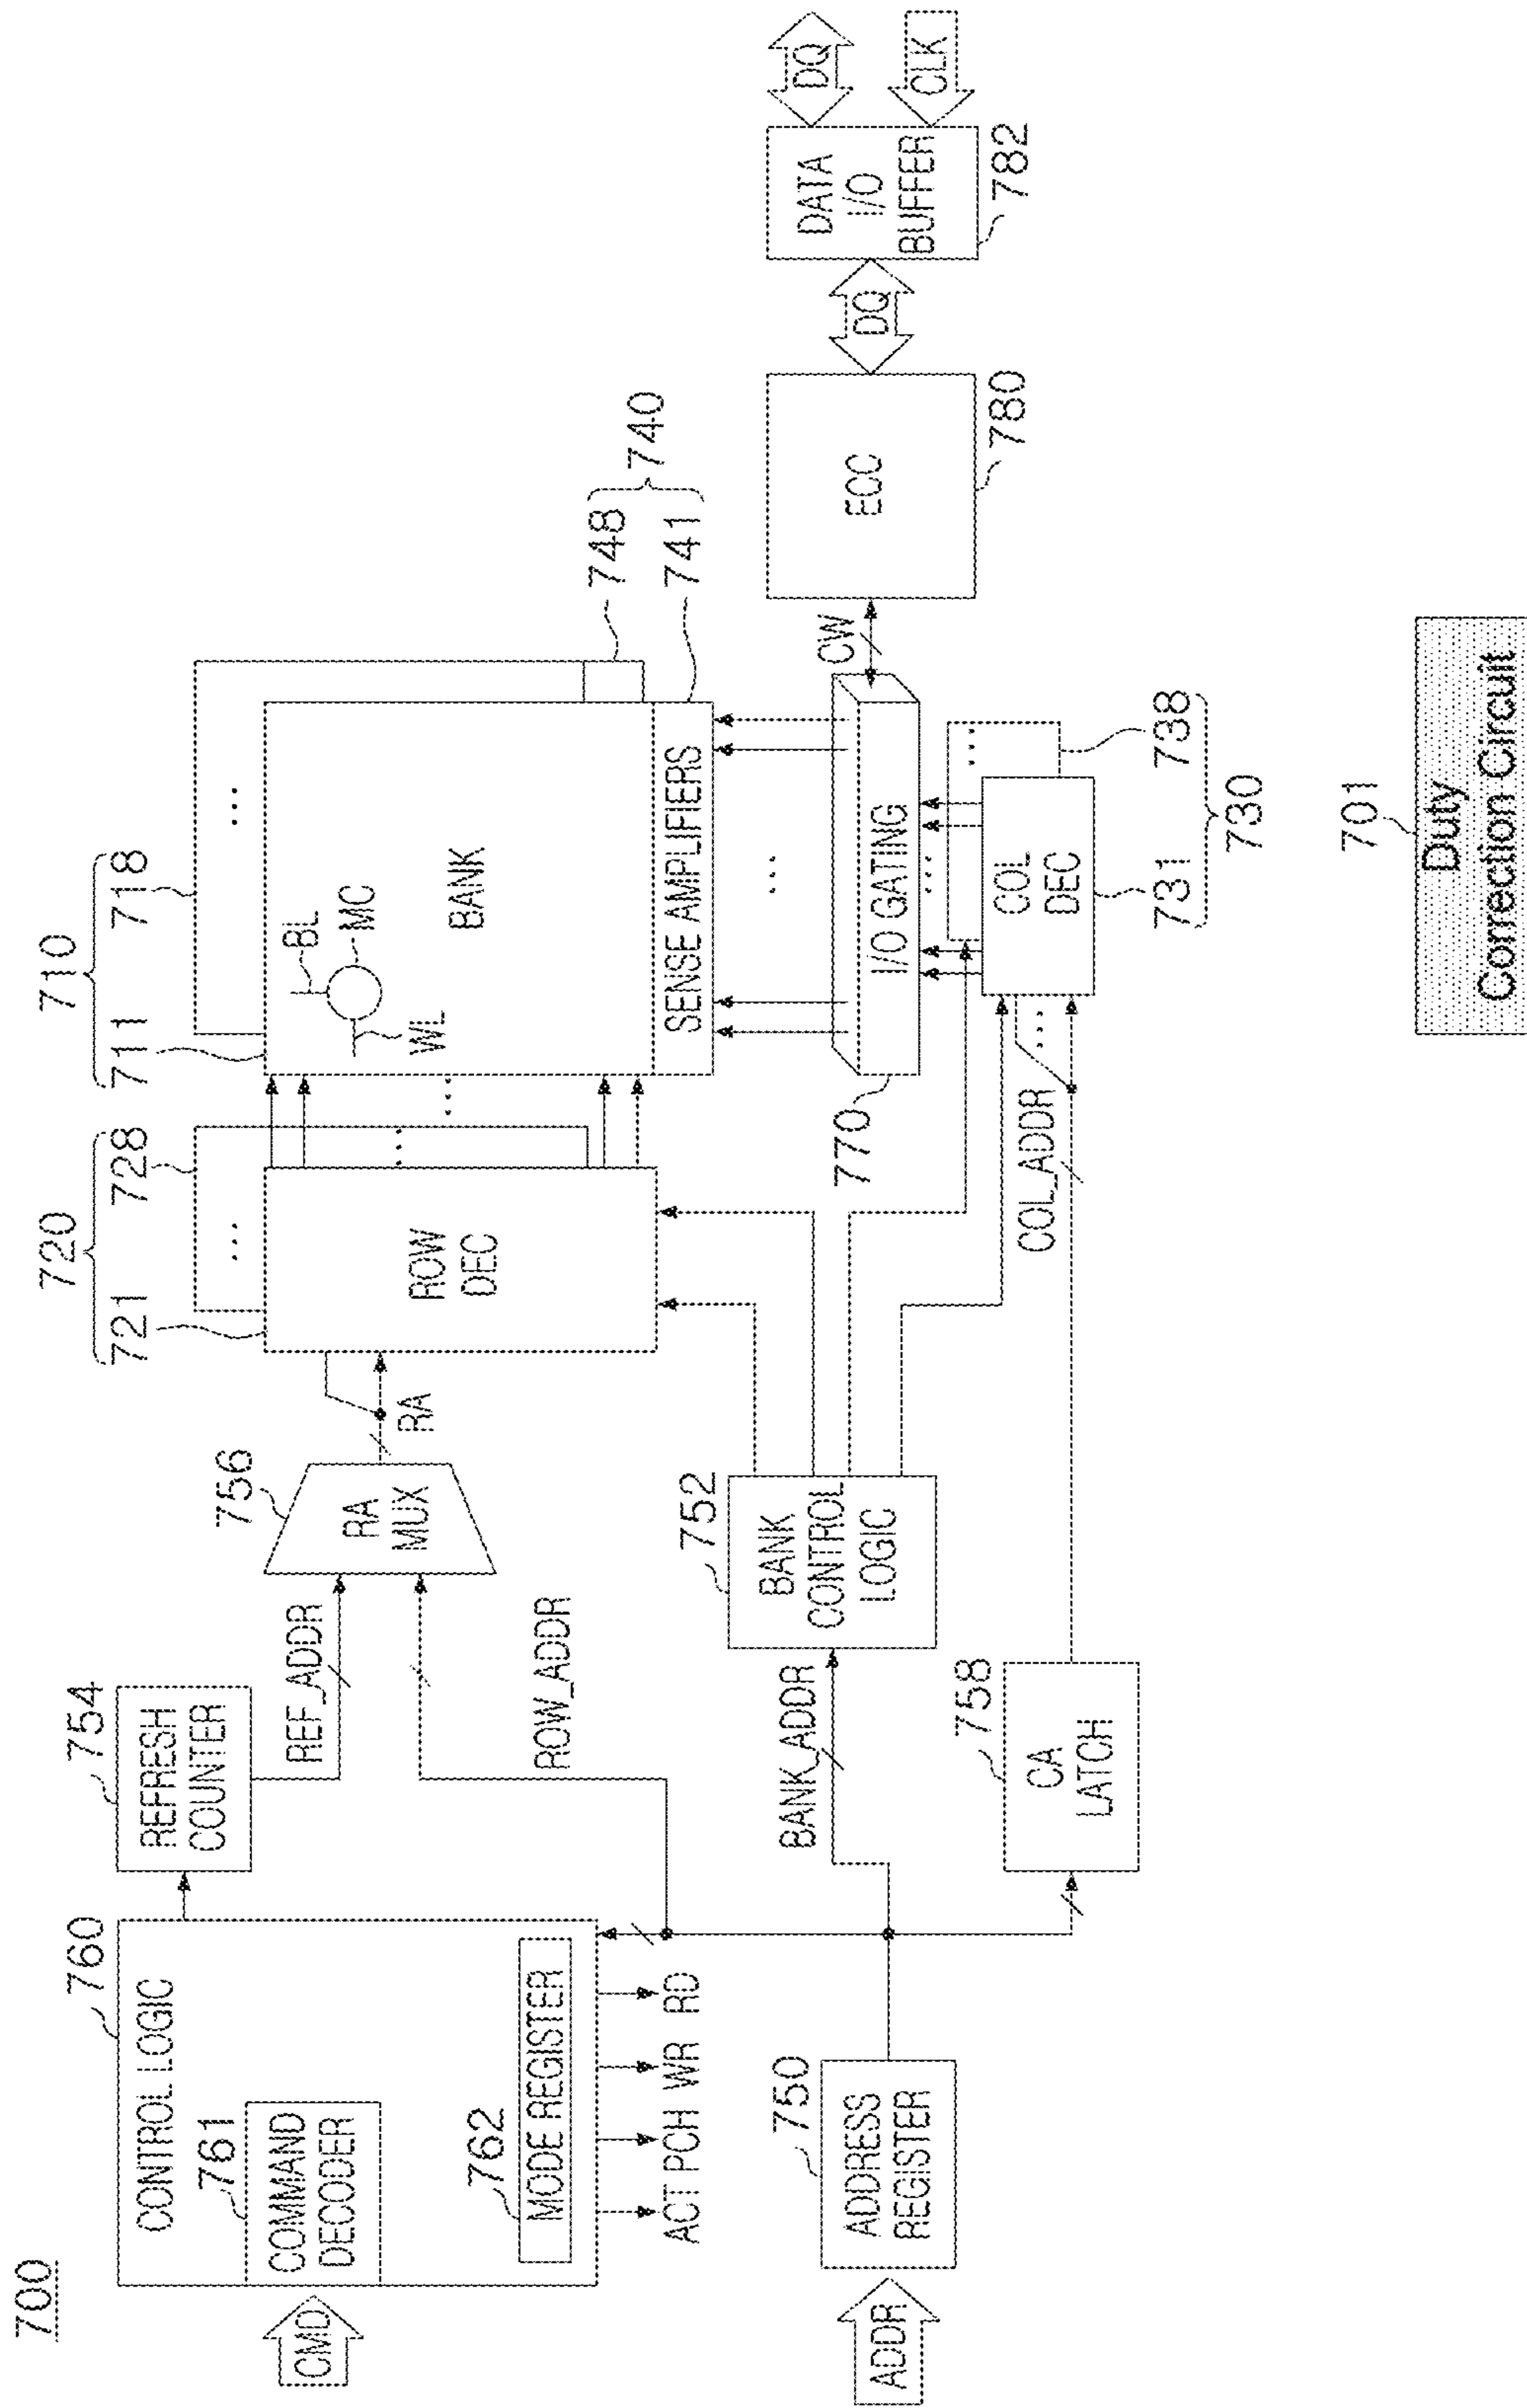 700
760
CONTROL LOGIC
761
COMMAND
DECODER
762
MODE REGISTER
CMD
ACT PCH WR RD
754
REFRESH
COUNTER
REF_ADDR
ROW_ADDR
756
RA
MUX
RA
720
721
728
...
ROW
DEC
...
...
710
711
718
...
BL
MC
WL
BANK
SENSE AMPLIFIERS
748
741
740
...
ADDR
750
ADDRESS
REGISTER
BANK_ADDR
752
BANK
CONTROL
LOGIC
758
CA
LATCH
COL_ADDR
770
I/O GATING
...
...
...
COL
DEC
731
738
730
CW
ECC
780
DQ
DATA
I/O
BUFFER
782
DQ
CLK
701
Duty
Correction Circuit